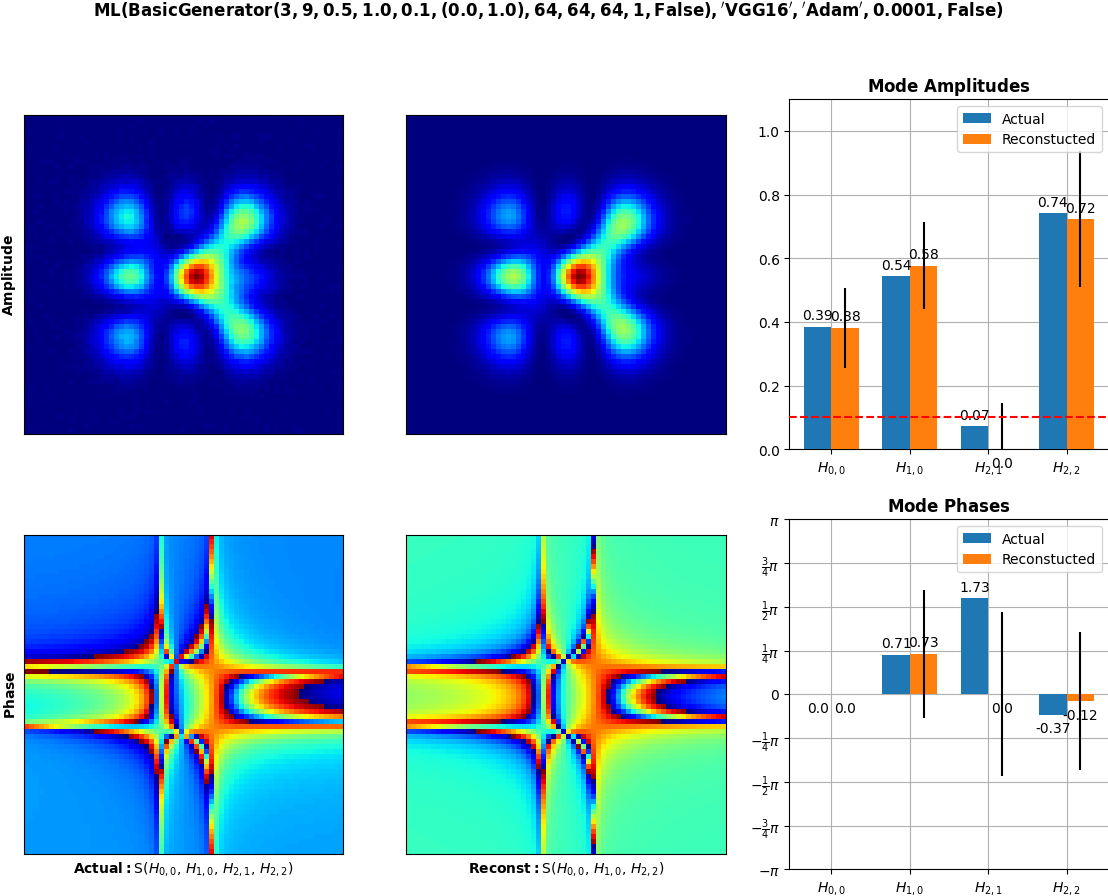 ML(BasicGenerator(3, 9, 0.5, 1.0, 0.1, (0.0, 1.0), 64, 64, 64, 1, False), ′VGG16′, ′Adam′, 0.0001, False)
Amplitude
Mode Amplitudes
Actual
Reconstucted
1.0
0.8
0.6
0.4
0.2
0.0
0.39
0.38
0.54
0.58
0.07
0.0
0.74
0.72
H0,0
H1,0
H2,1
H2,2
Phase
Actual: S(H0,0, H1,0, H2,1, H2,2)
Reconst: S(H0,0, H1,0, H2,2)
Mode Phases
Actual
Reconstucted
π
3/4π
1/2π
1/4π
0
−1/4π
−1/2π
−3/4π
−π
0.0
0.0
0.71
0.73
1.73
0.0
-0.37
-0.12
H0,0
H1,0
H2,1
H2,2